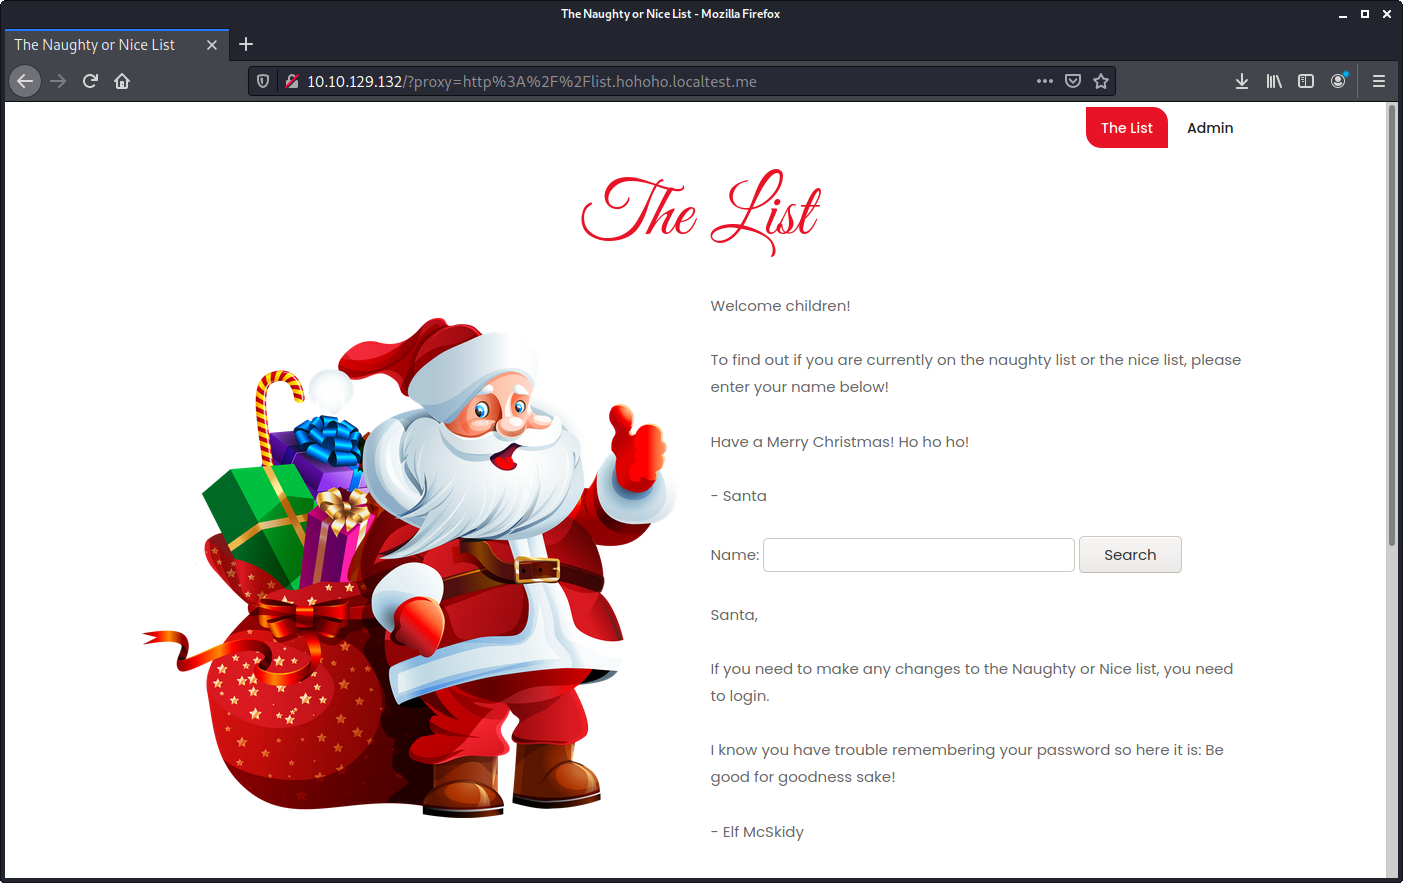 The Naughty or Nice List - Mozilla Firefox
The Naughty or Nice List
10.10.129.132/?proxy=http%3A%2F%2Flist.hohoho.localtest.me
The List
Admin
The List
Welcome children!
To find out if you are currently on the naughty list or the nice list, please
enter your name below!
Have a Merry Christmas! Ho ho ho!
- Santa
Name:
Search
Santa,
If you need to make any changes to the Naughty or Nice list, you need
to login.
I know you have trouble remembering your password so here it is: Be
good for goodness sake!
- Elf McSkidy